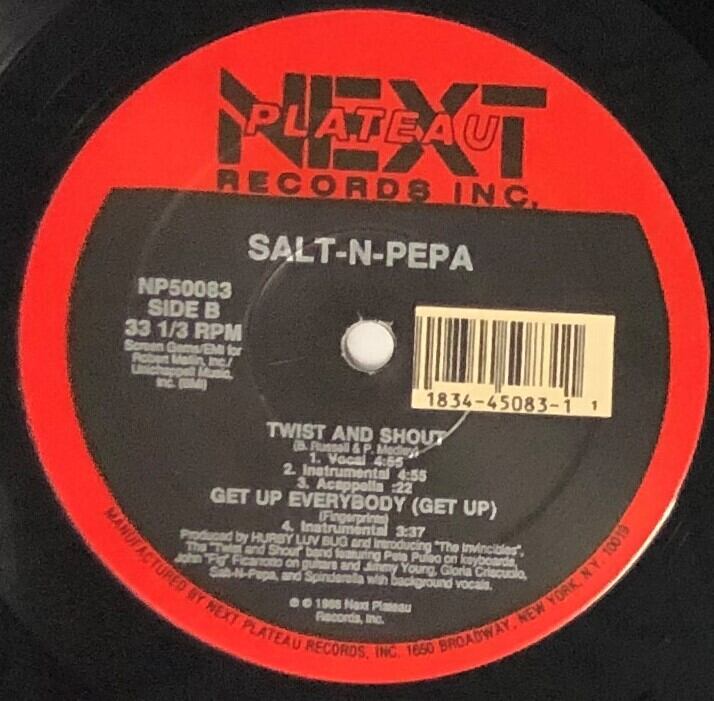 NEXT
PLATEAU
RECORDS INC.
SALT-N-PEPA
NP50083
SIDE B
33 1/3 RPM
Screen Gems/EMI for
Robert Mellin, Inc./
Unichappell Music,
Inc. (BMI)
1834-45083-1 1
TWIST AND SHOUT
(B. Russell & P. Medley)
1. Vocal 4:55
2. Instrumental 4:55
3. Acappella :22
GET UP EVERYBODY (GET UP)
(Fingerprints)
4. Instrumental 3:37
Produced by HURBY LUV BUG and introducing "The Invincibles".
The "Twist and Shout" band featuring Pete Puleo on keyboards,
John "Fig" Ficarrotto on guitars and Jimmy Young, Gloria Criscuolo,
Salt-N-Pepa, and Spinderella with background vocals.
℗ © 1988 Next Plateau
Records, Inc.
MANUFACTURED BY NEXT PLATEAU RECORDS, INC. 1650 BROADWAY, NEW YORK, N.Y. 10019